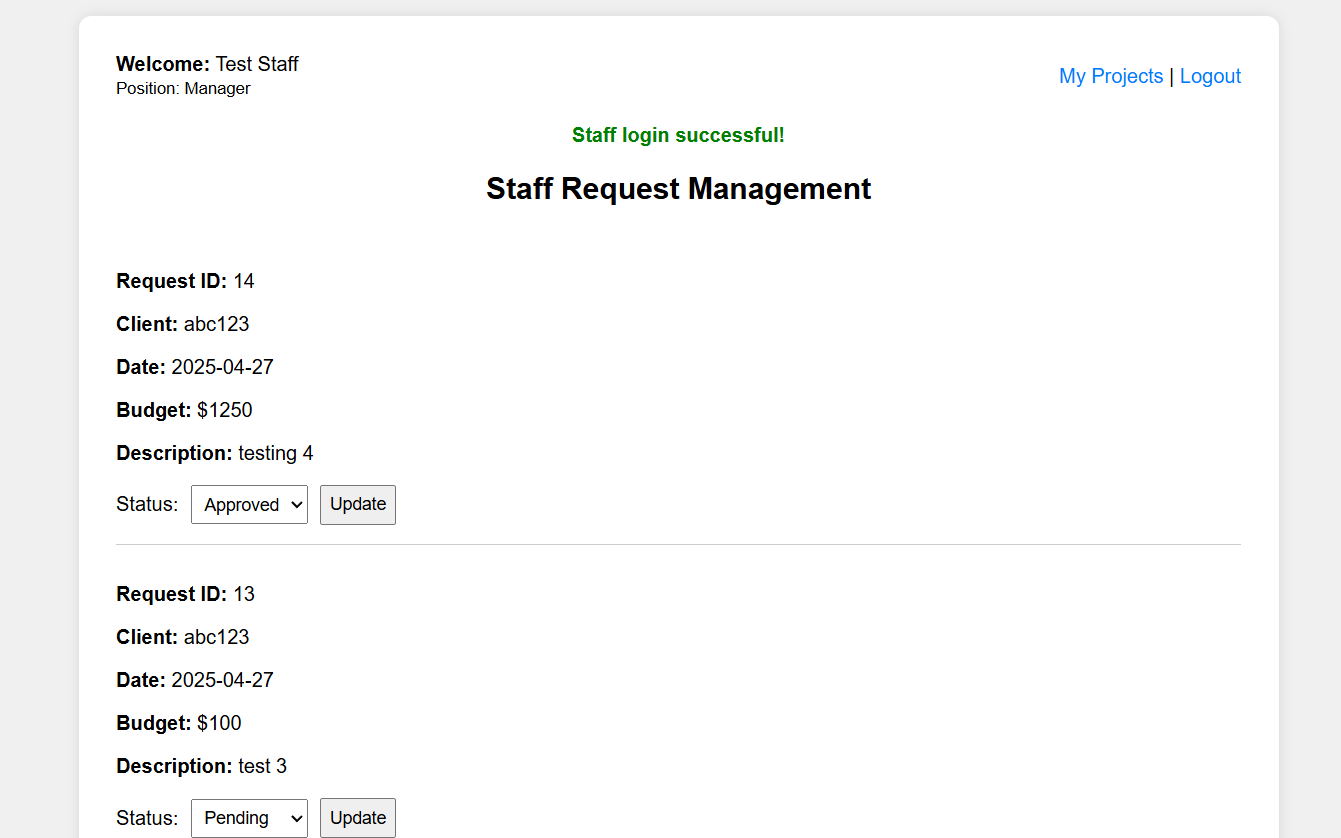 Welcome: Test Staff
Position: Manager
My Projects | Logout
Staff login successful!
Staff Request Management
Request ID: 14
Client: abc123
Date: 2025-04-27
Budget: $1250
Description: testing 4
Status: Approved Update
Request ID: 13
Client: abc123
Date: 2025-04-27
Budget: $100
Description: test 3
Status: Pending Update